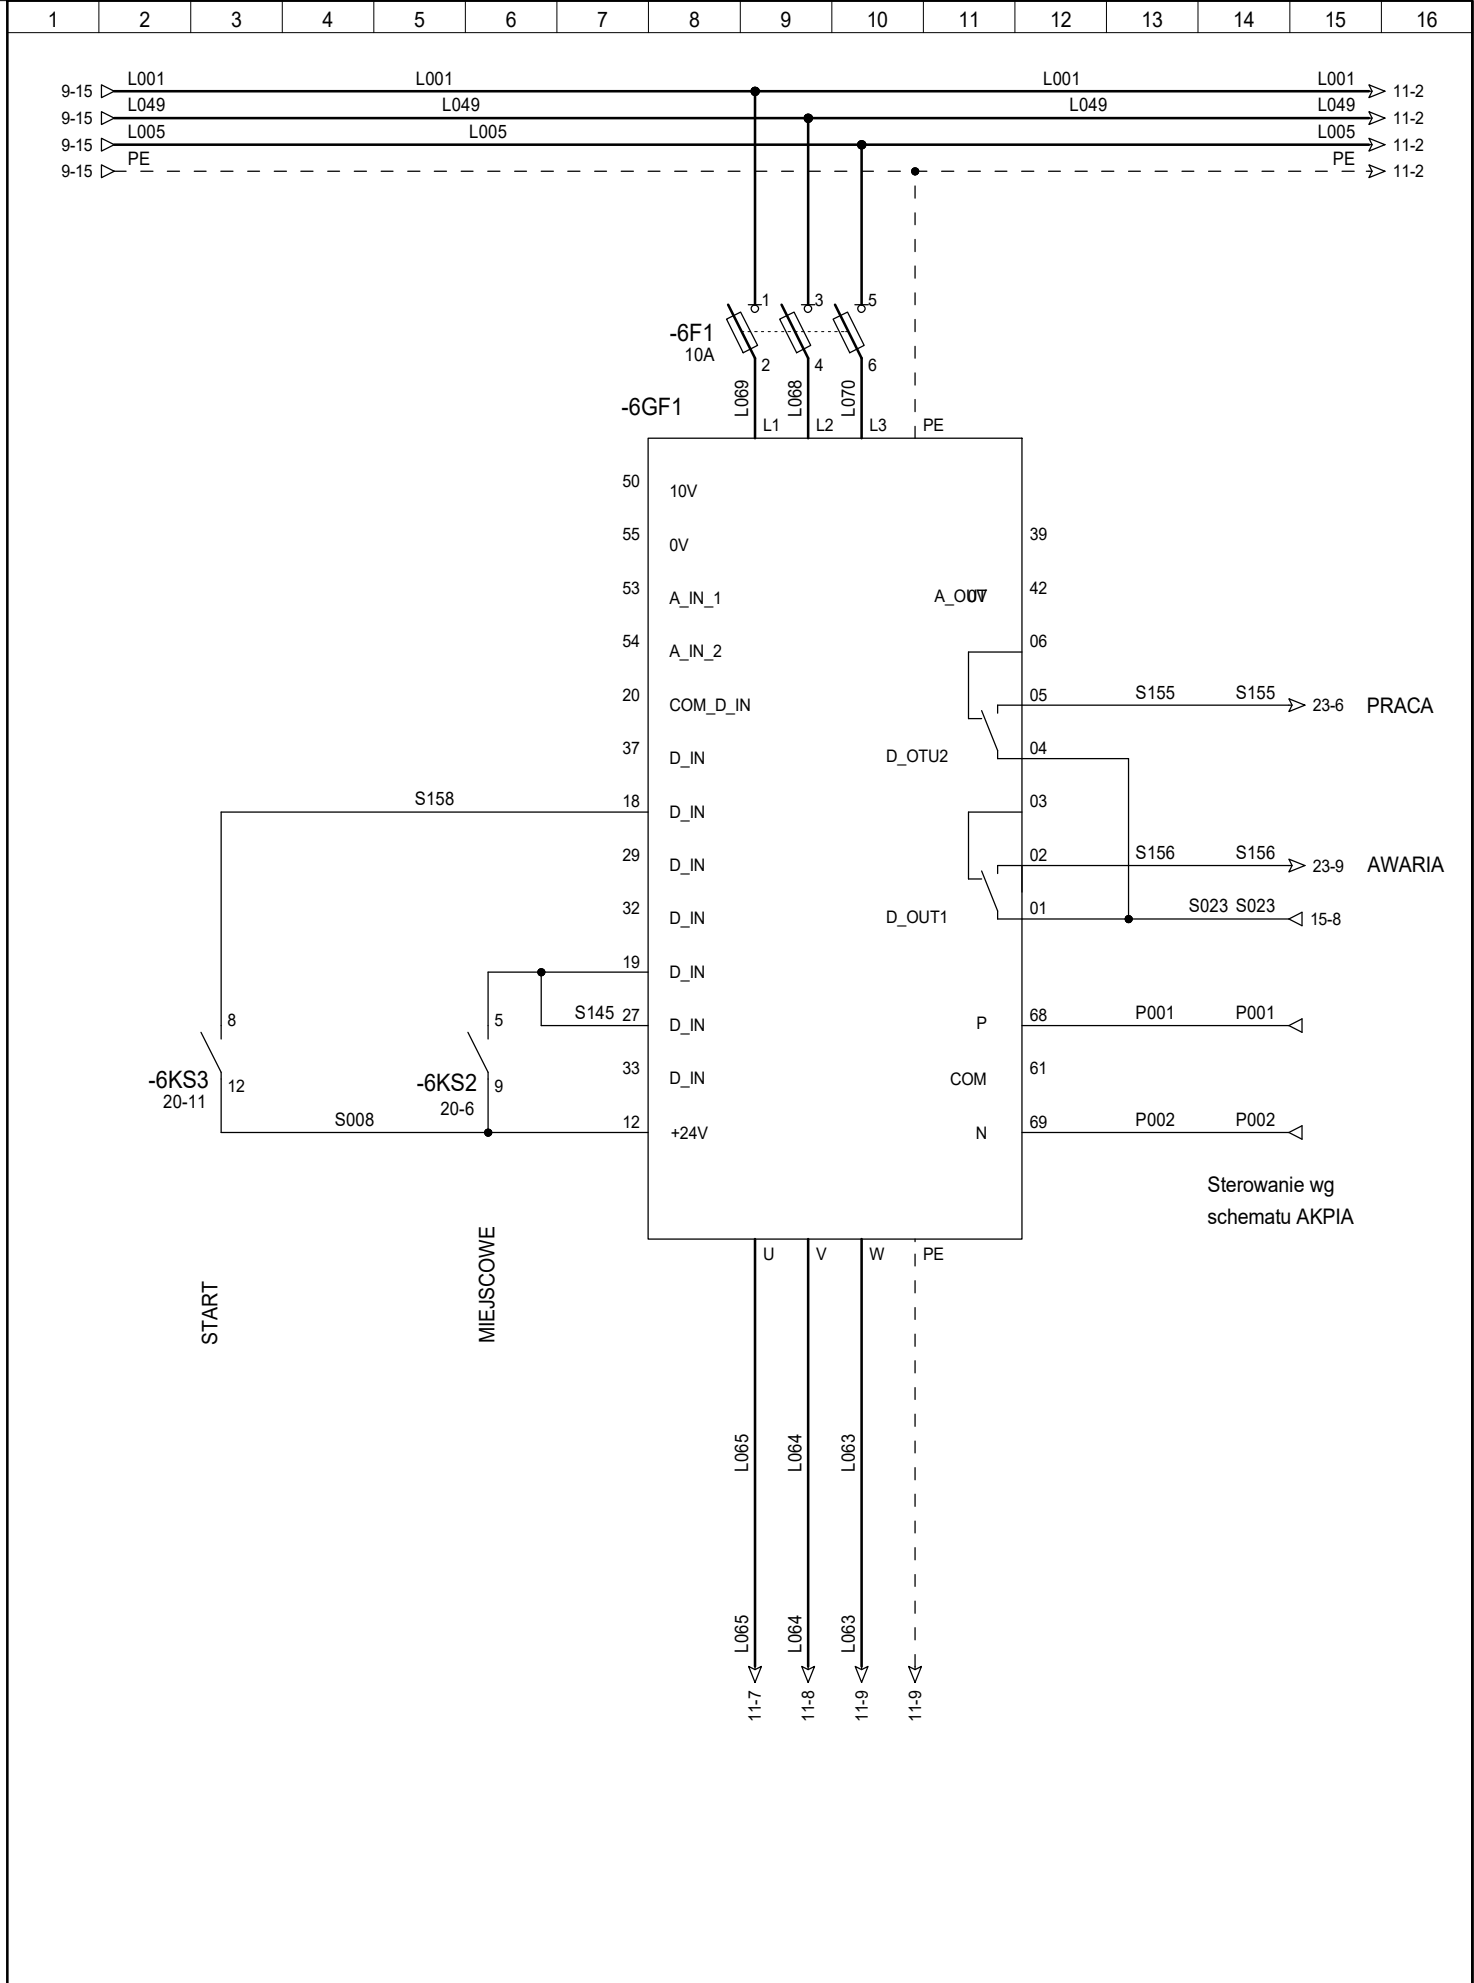 1 2 3 4 5 6 7 8 9 10 11 12 13 14 15 16
L001 L001 L001 L001
9-15 11-2
L049 L049 L049 L049
9-15 11-2
L005 L005 L005
9-15 11-2
PE PE
9-15 11-2
1 3 5
-6F1
10A
2 4 6
L069 L068 L070
-6GF1
L1 L2 L3 PE
50 10V
55 0V 39
53 A_IN_1 A_OUT 0V 42
54 A_IN_2 06
20 COM_D_IN 05 S155 S155 23-6 PRACA
37 D_IN D_OTU2 04
S158 18 D_IN 03
29 D_IN 02 S156 S156 23-9 AWARIA
32 D_IN D_OUT1 01 S023 S023 15-8
19 D_IN
8 5 S145 27 D_IN P 68 P001 P001
-6KS3 12 -6KS2 9 33 D_IN COM 61
20-11 20-6
S008 12 +24V N 69 P002 P002
Sterowanie wg
schematu AKPIA
START
MIEJSCOWE
U V W PE
L065 L064 L063
L065 L064 L063
11-7 11-8 11-9 11-9